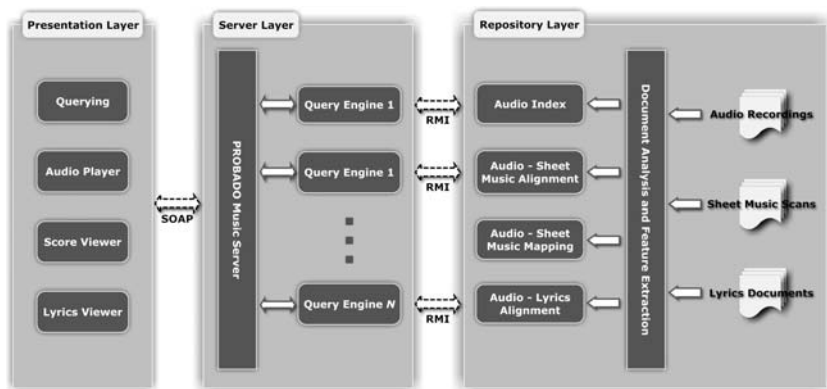 Presentation Layer
Querying
Audio Player
Score Viewer
Lyrics Viewer
SOAP
Server Layer
PROBADO Music Server
Query Engine 1
Query Engine 1
Query Engine N
RMI
RMI
RMI
Repository Layer
Audio Index
Audio - Sheet
Music Alignment
Audio - Sheet
Music Mapping
Audio - Lyrics
Alignment
Document Analysis and Feature Extraction
Audio Recordings
Sheet Music Scans
Lyrics Documents